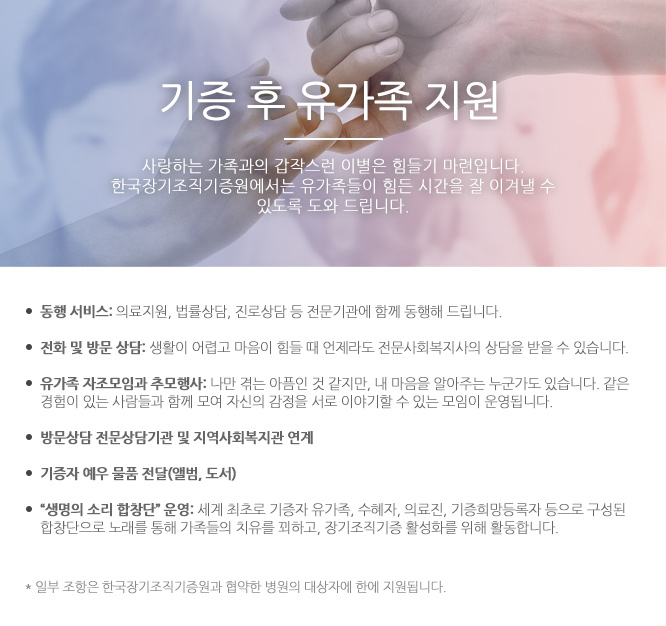 기증 후 유가족 지원
사랑하는 가족과의 갑작스런 이별은 힘들기 마련입니다.
한국장기조직기증원에서는 유가족들이 힘든 시간을 잘 이겨낼 수
있도록 도와 드립니다.
• 동행 서비스: 의료지원, 법률상담, 진로상담 등 전문기관에 함께 동행해 드립니다.
• 전화 및 방문 상담: 생활이 어렵고 마음이 힘들 때 언제라도 전문사회복지사의 상담을 받을 수 있습니다.
• 유가족 자조모임과 추모행사: 나만 겪는 아픔인 것 같지만, 내 마음을 알아주는 누군가도 있습니다. 같은
경험이 있는 사람들과 함께 모여 자신의 감정을 서로 이야기할 수 있는 모임이 운영됩니다.
• 방문상담 전문상담기관 및 지역사회복지관 연계
• 기증자 예우 물품 전달(앨범, 도서)
• “생명의 소리 합창단” 운영: 세계 최초로 기증자 유가족, 수혜자, 의료진, 기증희망등록자 등으로 구성된
합창단으로 노래를 통해 가족들의 치유를 꾀하고, 장기조직기증 활성화를 위해 활동합니다.
* 일부 조항은 한국장기조직기증원과 협약한 병원의 대상자에 한에 지원됩니다.